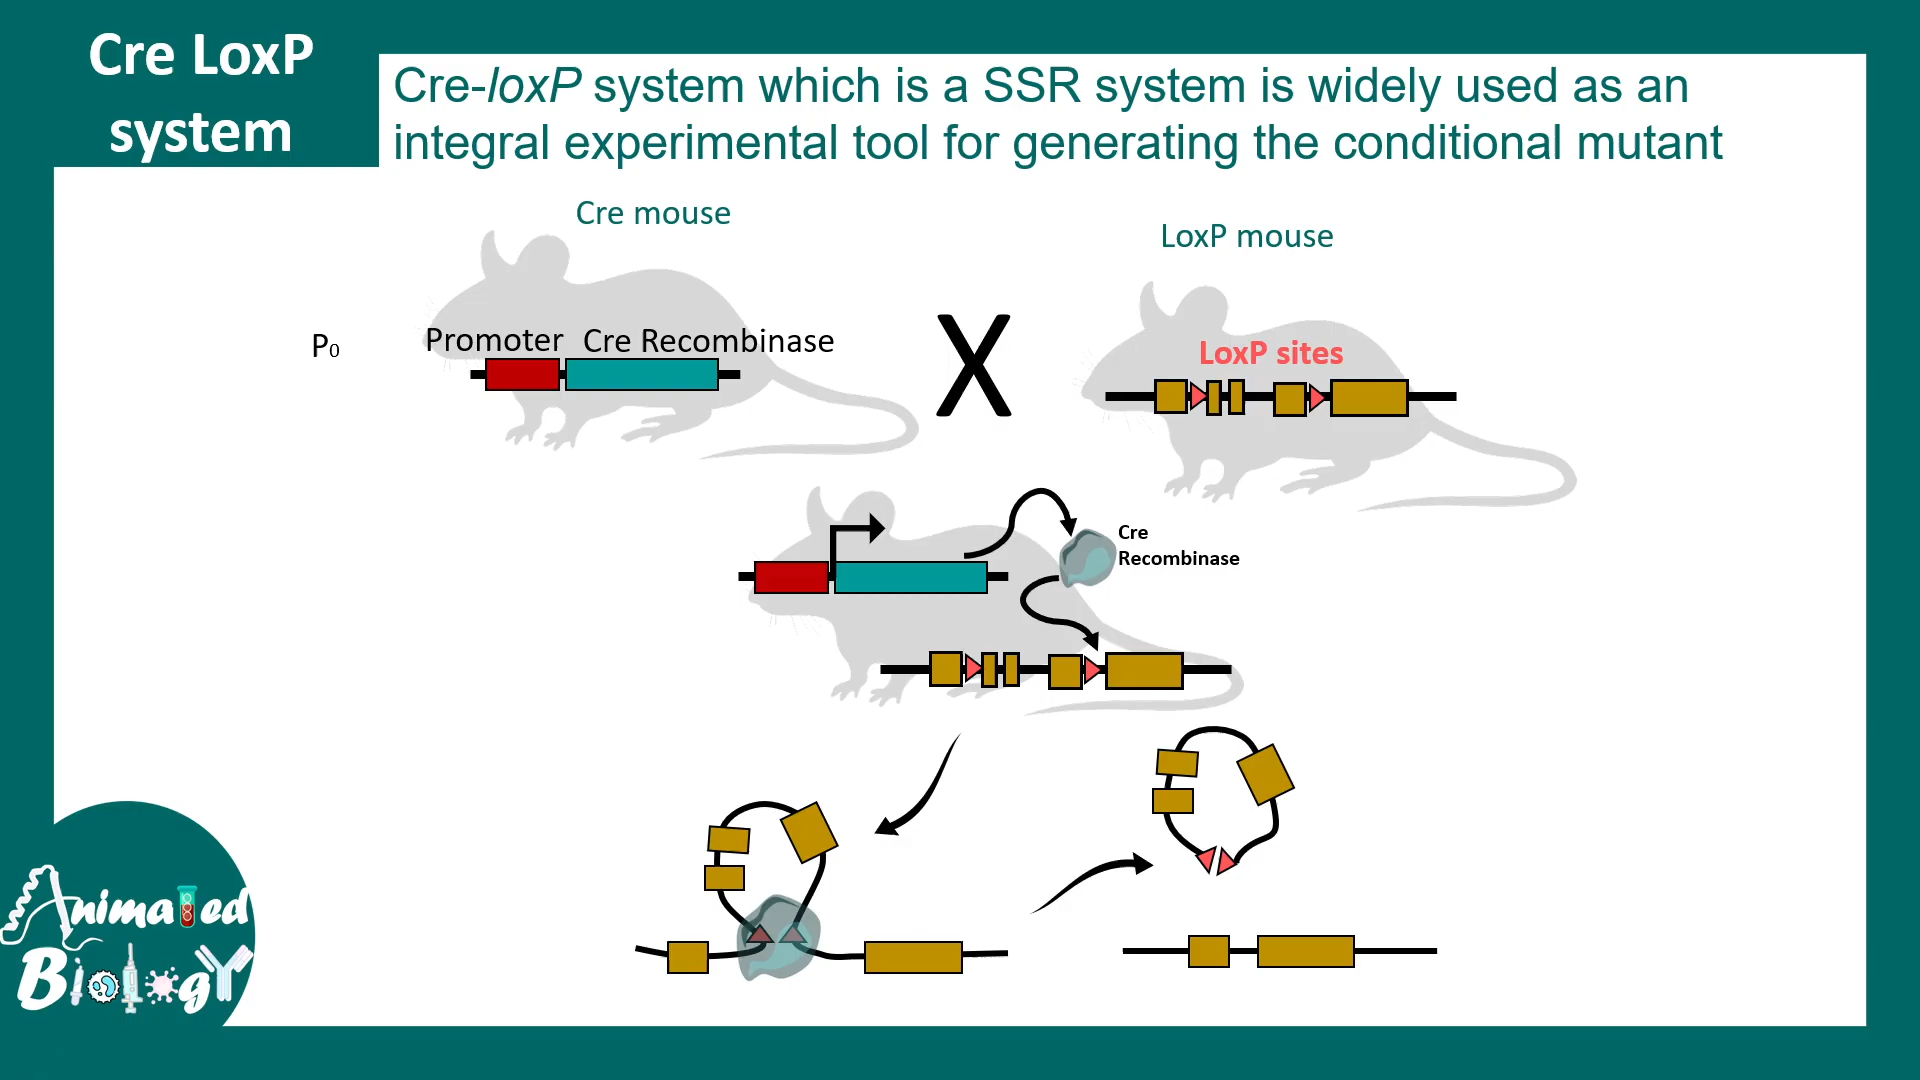 Cre LoxP
system
Cre-loxP system which is a SSR system is widely used as an
integral experimental tool for generating the conditional mutant
Cre mouse
LoxP mouse
P0
Promoter Cre Recombinase
X
LoxP sites
Cre
Recombinase
Animated
Biology